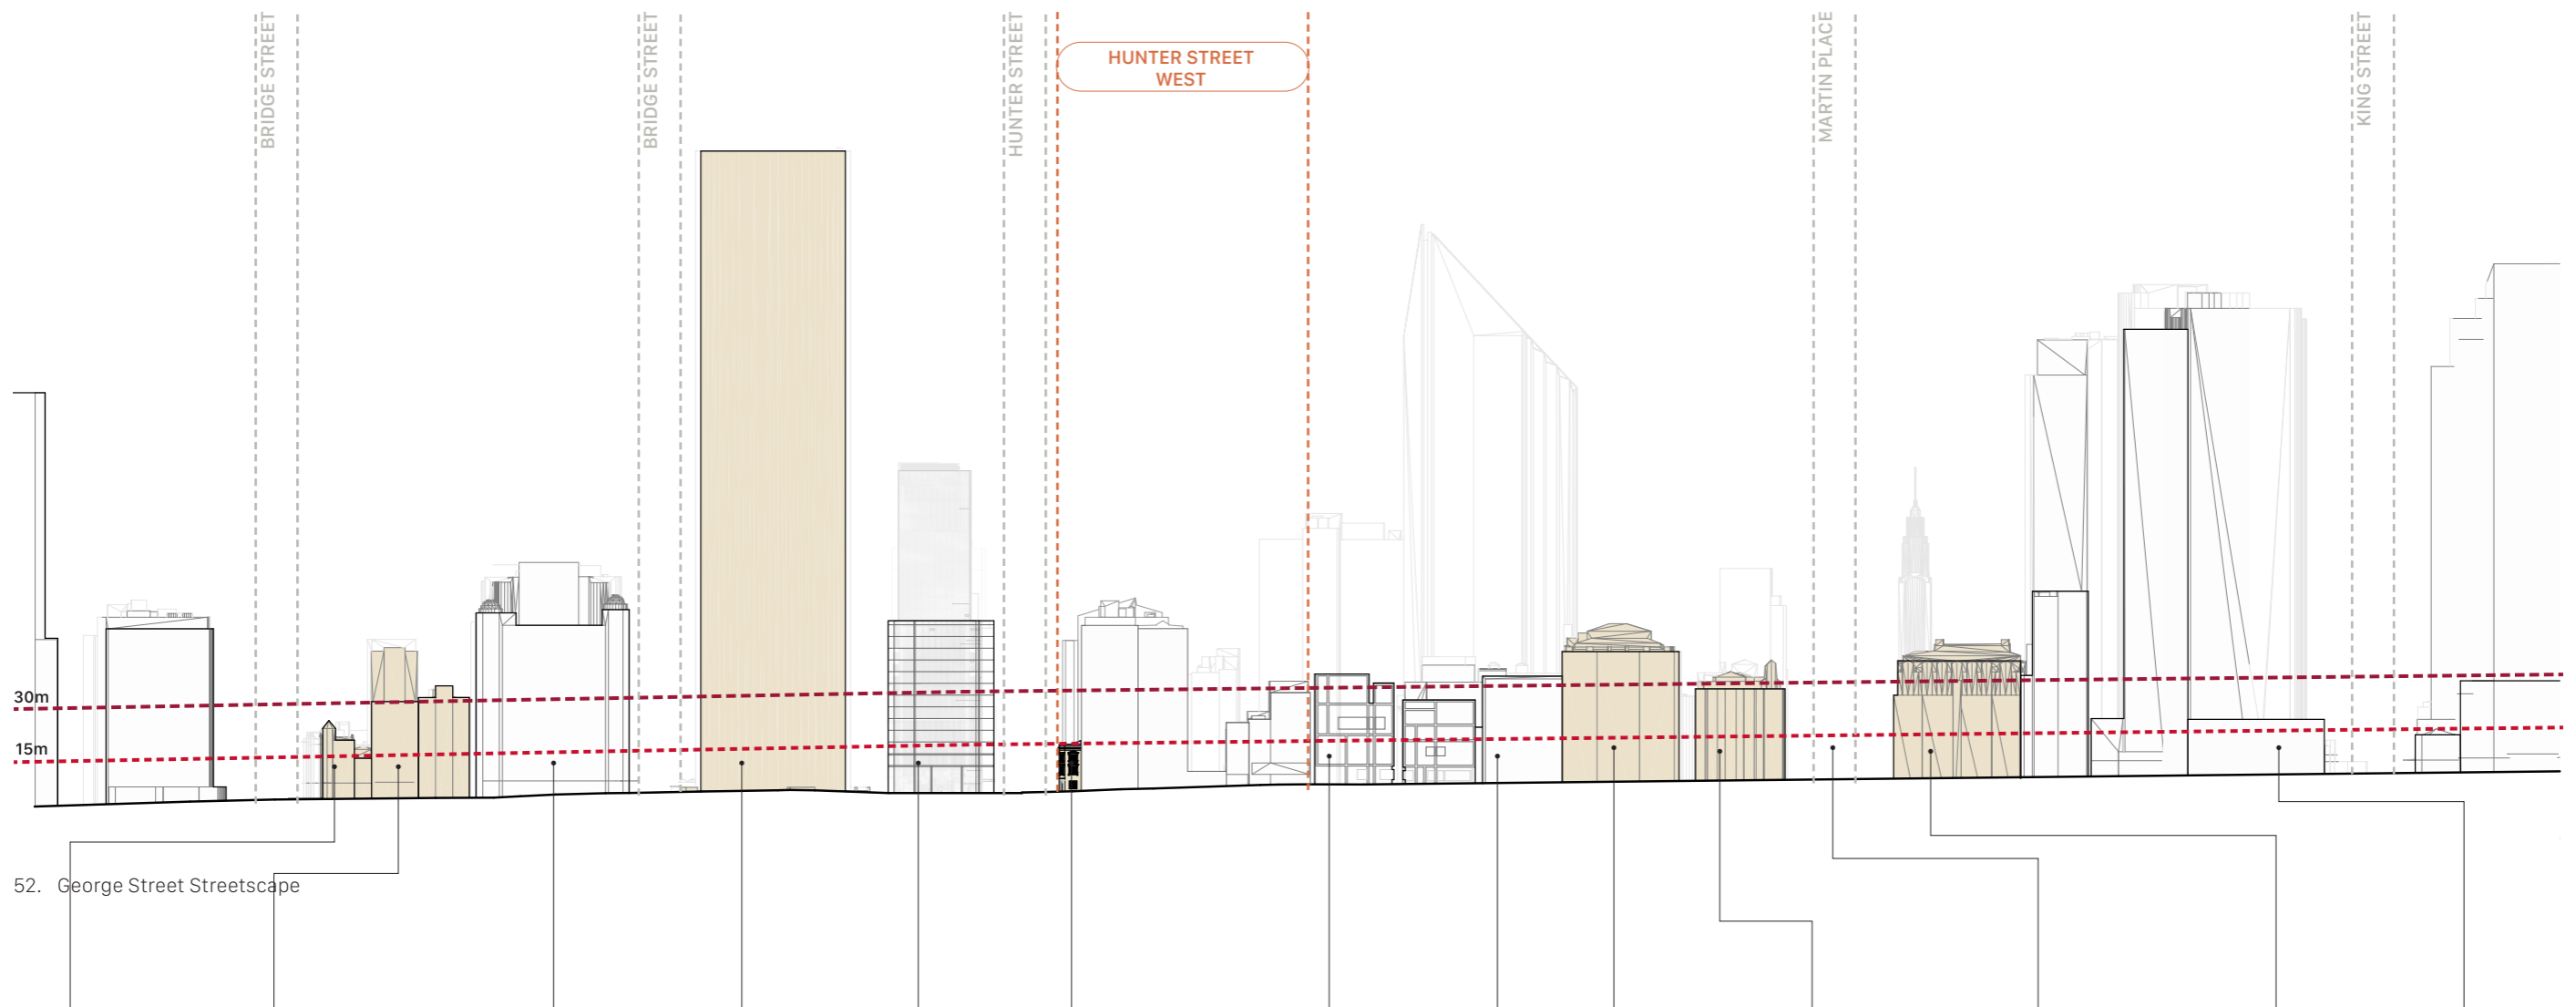 BRIDGE STREET
BRIDGE STREET
HUNTER STREET
HUNTER STREET
WEST
MARTIN PLACE
KING STREET
30m
15m
52. George Street Streetscape